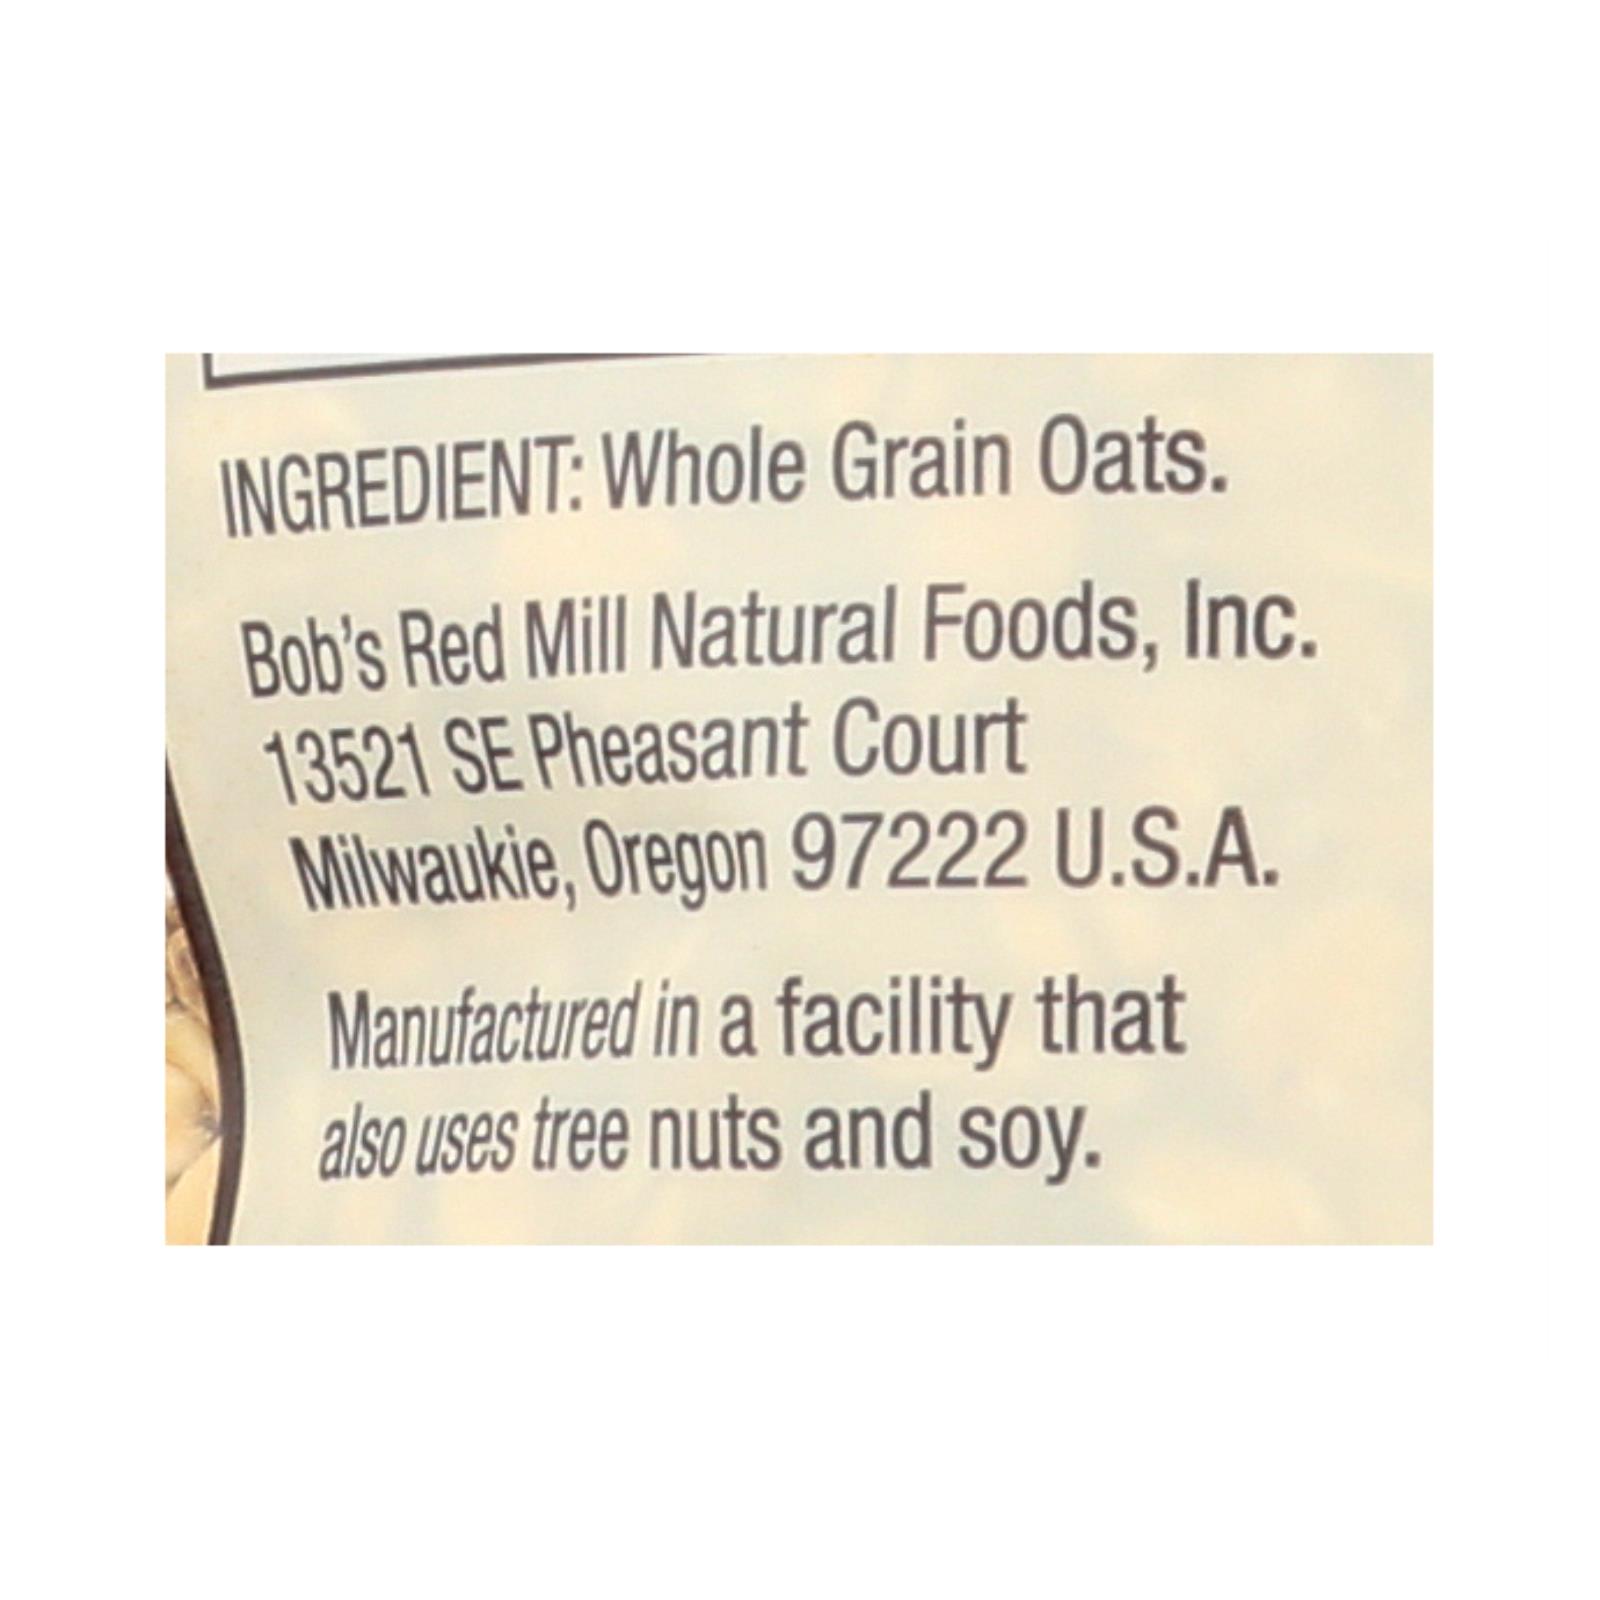 INGREDIENT: Whole Grain Oats.
Bob's Red Mill Natural Foods, Inc.
13521 SE Pheasant Court
Milwaukie, Oregon 97222 U.S.A.
Manufactured in a facility that
also uses tree nuts and soy.